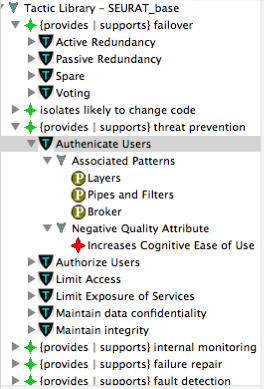 Tactic Library - SEURAT_base
{provides | supports} failover
Active Redundancy
Passive Redundancy
Spare
Voting
isolates likely to change code
{provides | supports} threat prevention
Authenicate Users
Associated Patterns
Layers
Pipes and Filters
Broker
Negative Quality Attribute
Increases Cognitive Ease of Use
Authorize Users
Limit Access
Limit Exposure of Services
Maintain data confidentiality
Maintain integrity
{provides | supports} internal monitoring
{provides | supports} failure repair
{provides | supports} fault detection